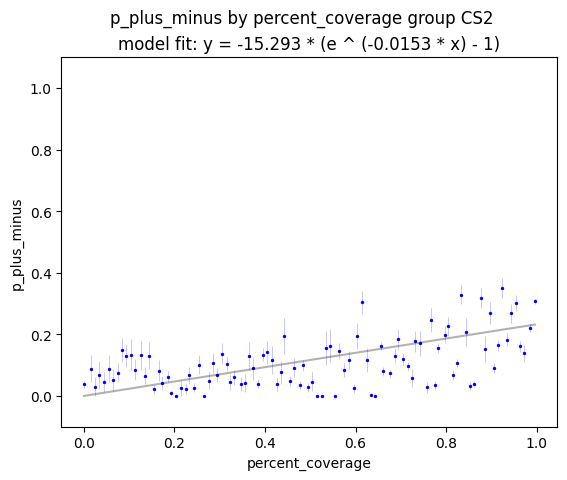 p_plus_minus by percent_coverage group CS2
model fit: y = -15.293 * (e ^ (-0.0153 * x) - 1)
1.0
0.8
0.6
0.4
0.2
0.0
p_plus_minus
0.0 0.2 0.4 0.6 0.8 1.0
percent_coverage